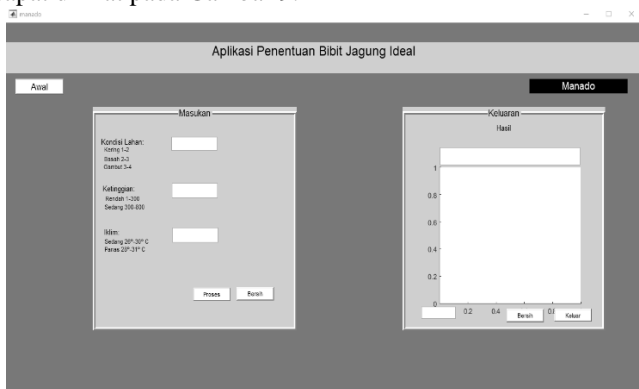 manado
Aplikasi Penentuan Bibit Jagung Ideal
Awal
Manado
Masukan
Kondisi Lahan:
Kering 1-2
Basah 2-3
Gambut 3-4
Ketinggian:
Rendah 1-300
Sedang 300-800
Iklim:
Sedang 26°-30° C
Panas 28°-31° C
Proses
Bersih
Keluaran
Hasil
1
0.8
0.6
0.4
0.2
0
0.2
0.4
Bersih
Keluar